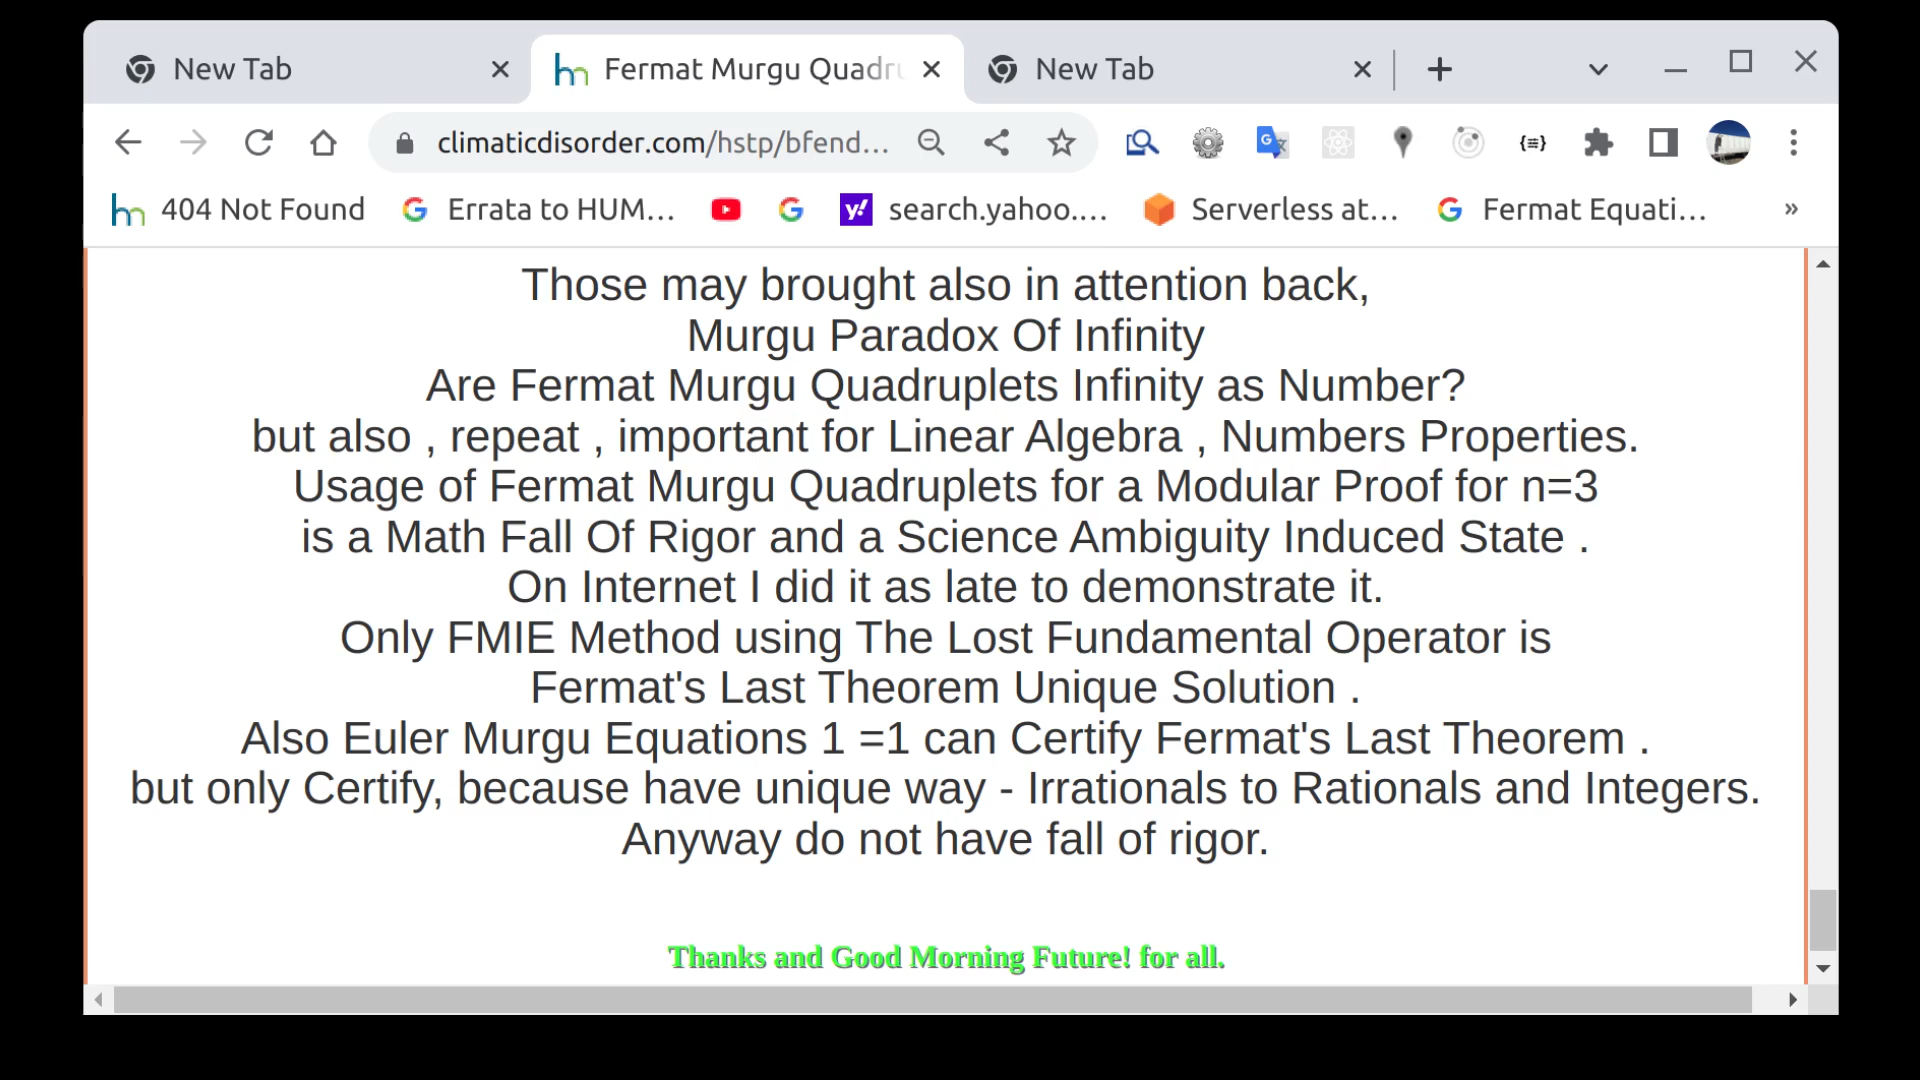 New Tab
Fermat Murgu Quadru
New Tab
climaticdisorder.com/hstp/bfend...
404 Not Found
Errata to HUM...
search.yahoo....
Serverless at...
Fermat Equati...
»
Those may brought also in attention back,
Murgu Paradox Of Infinity
Are Fermat Murgu Quadruplets Infinity as Number?
but also , repeat , important for Linear Algebra , Numbers Properties.
Usage of Fermat Murgu Quadruplets for a Modular Proof for n=3
is a Math Fall Of Rigor and a Science Ambiguity Induced State .
On Internet I did it as late to demonstrate it.
Only FMIE Method using The Lost Fundamental Operator is
Fermat's Last Theorem Unique Solution .
Also Euler Murgu Equations 1 =1 can Certify Fermat's Last Theorem .
but only Certify, because have unique way - Irrationals to Rationals and Integers.
Anyway do not have fall of rigor.
Thanks and Good Morning Future! for all.